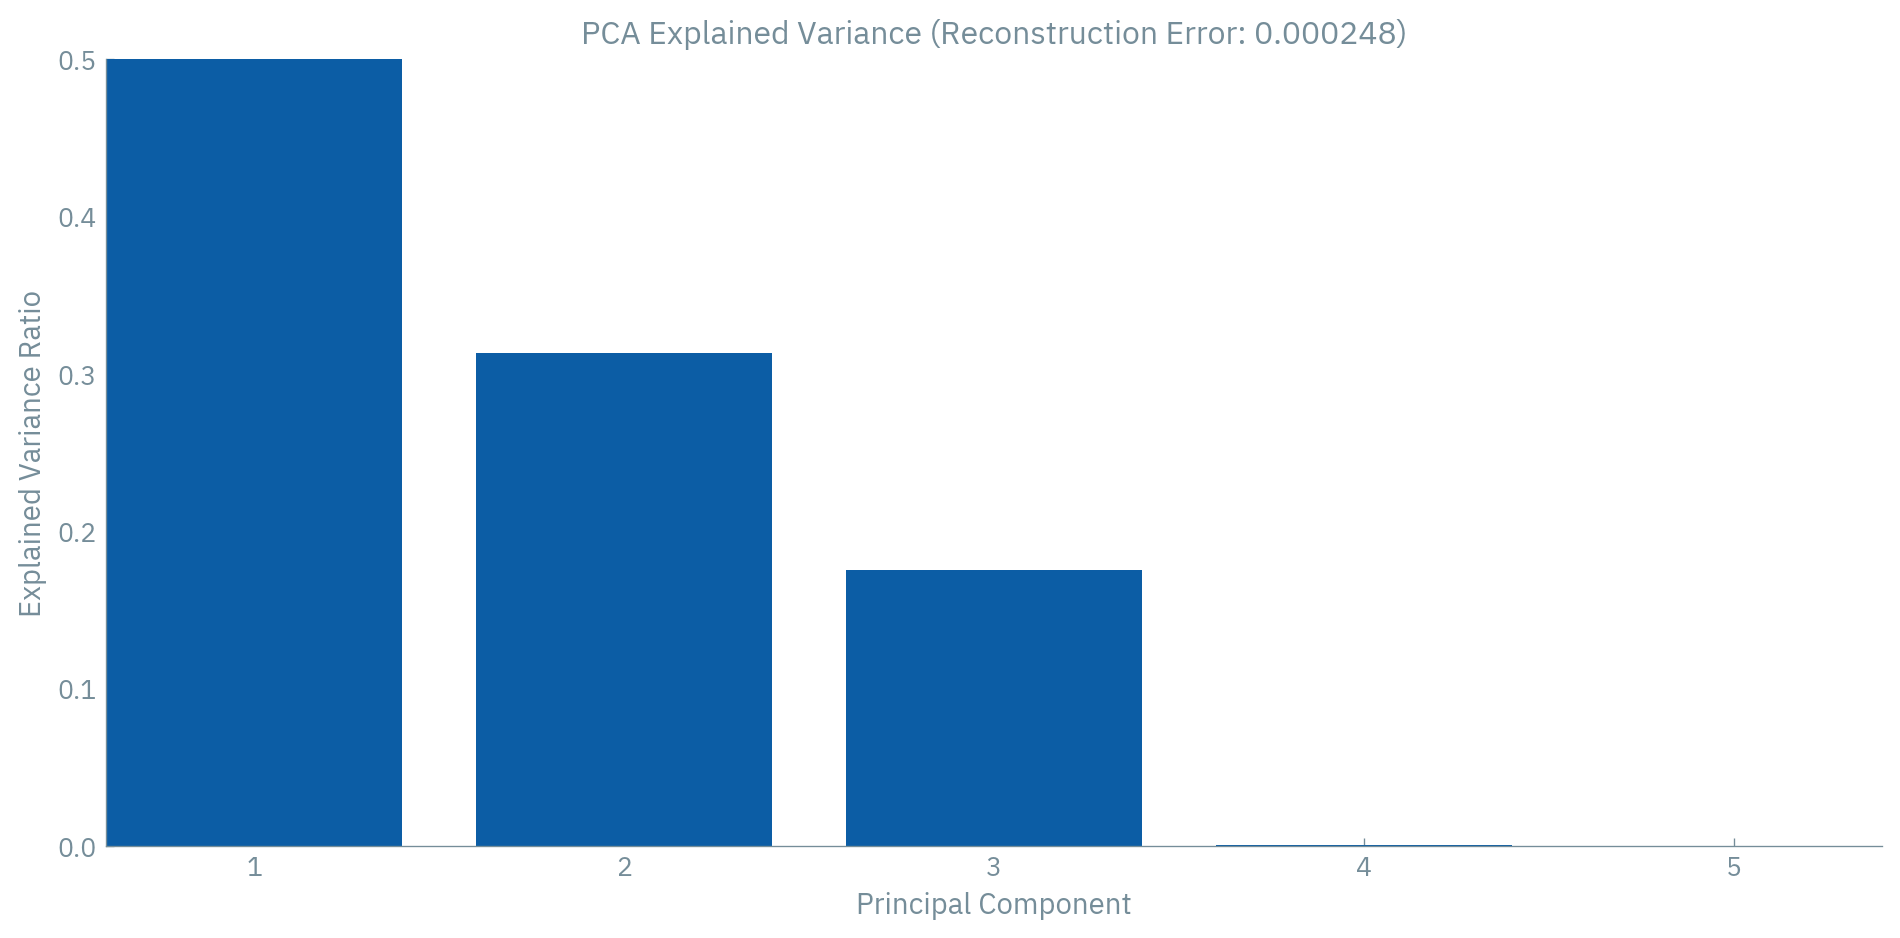 PCA Explained Variance (Reconstruction Error: 0.000248)
Explained Variance Ratio
0.5
0.4
0.3
0.2
0.1
0.0
1 2 3 4 5
Principal Component